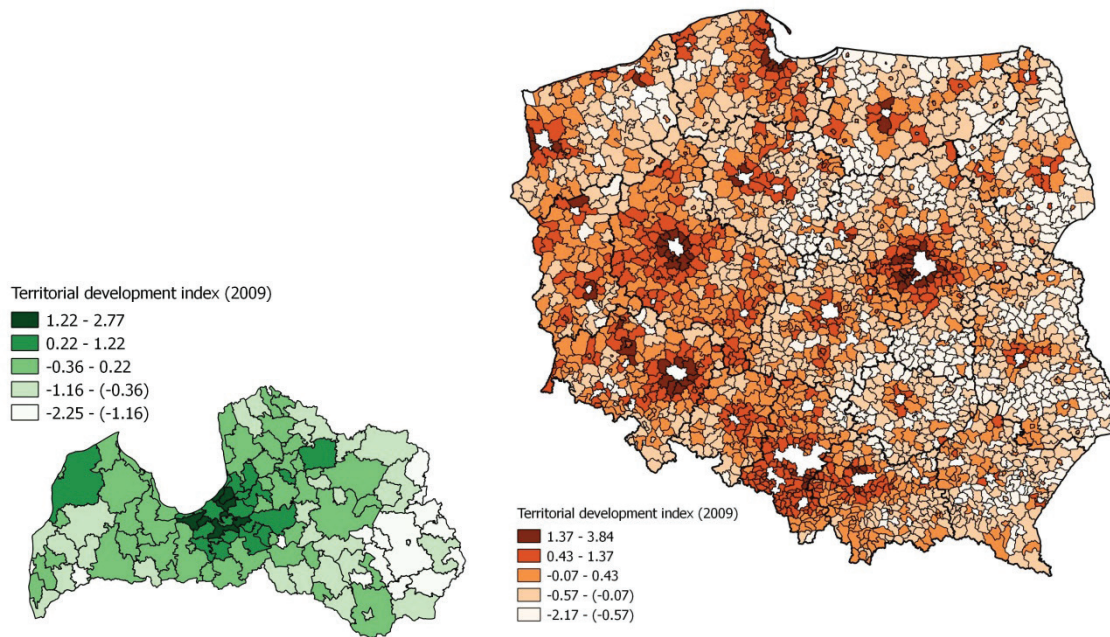 Territorial development index (2009)
1.22 - 2.77
0.22 - 1.22
-0.36 - 0.22
-1.16 - (-0.36)
-2.25 - (-1.16)
Territorial development index (2009)
1.37 - 3.84
0.43 - 1.37
-0.07 - 0.43
-0.57 - (-0.07)
-2.17 - (-0.57)